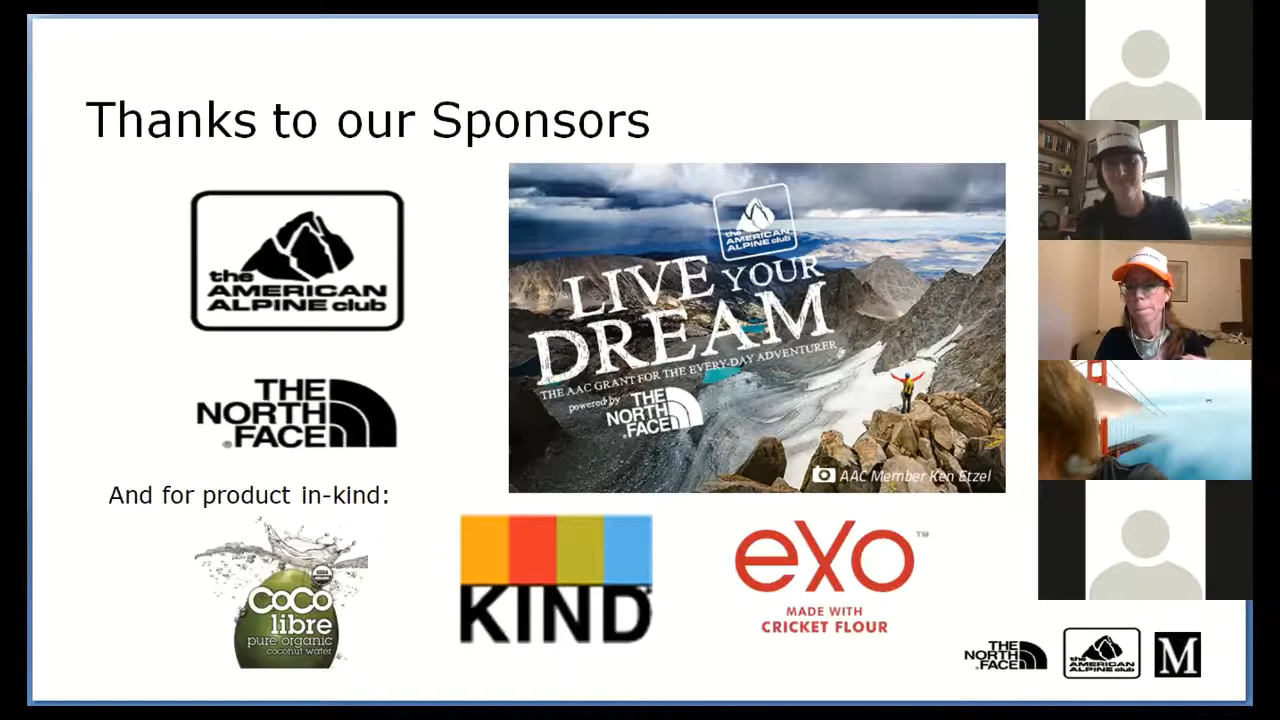 Thanks to our Sponsors
the
AMERICAN
ALPINE club
THE
NORTH
FACE
the
AMERICAN
ALPINE club
LIVE YOUR
DREAM
THE AAC GRANT FOR THE EVERY-DAY ADVENTURER
powered by
THE
NORTH
FACE
AAC Member Ken Etzel
And for product in-kind:
USDA
ORGANIC
CoCo
libre
pure organic
coconut water
KIND
eXo ™
MADE WITH
CRICKET FLOUR
THE
NORTH
FACE
the
AMERICAN
ALPINE club
M